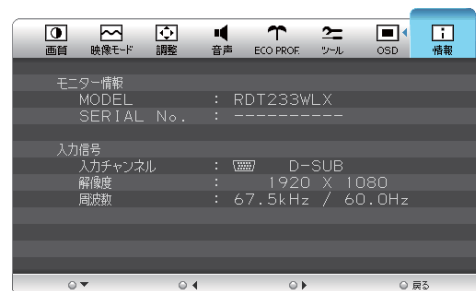 画質 映像モード 調整 音声 ECO PROF. ツール OSD 情報
モニター情報
MODEL : RDT233WLX
SERIAL No. : ----------
入力信号
入力チャンネル : D-SUB
解像度 : 1920 X 1080
周波数 : 67.5kHz / 60.0Hz
戻る